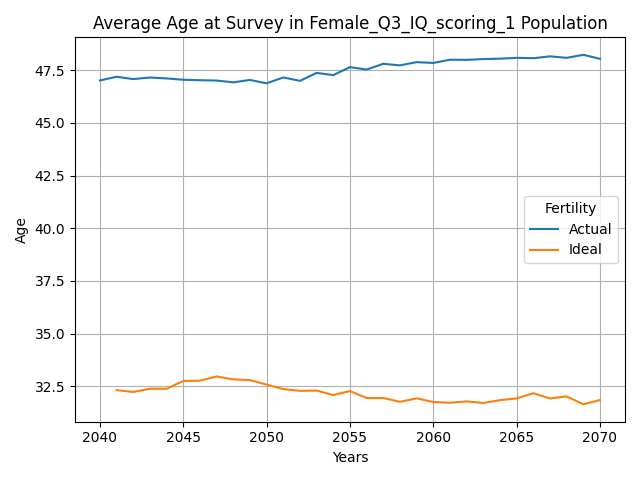 Average Age at Survey in Female_Q3_IQ_scoring_1 Population
47.5
45.0
42.5
40.0
37.5
35.0
32.5
Age
Fertility
Actual
Ideal
2040 2045 2050 2055 2060 2065 2070
Years